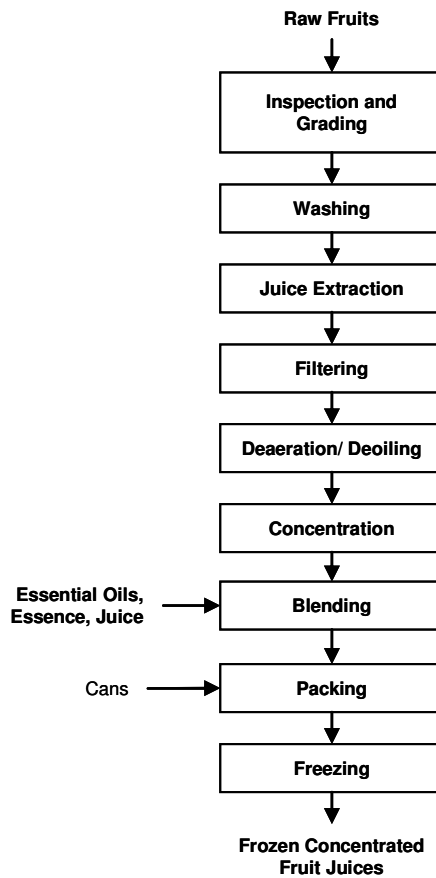 Raw Fruits
Inspection and
Grading
Washing
Juice Extraction
Filtering
Deaeration/ Deoiling
Concentration
Essential Oils,
Essence, Juice
Blending
Cans
Packing
Freezing
Frozen Concentrated
Fruit Juices